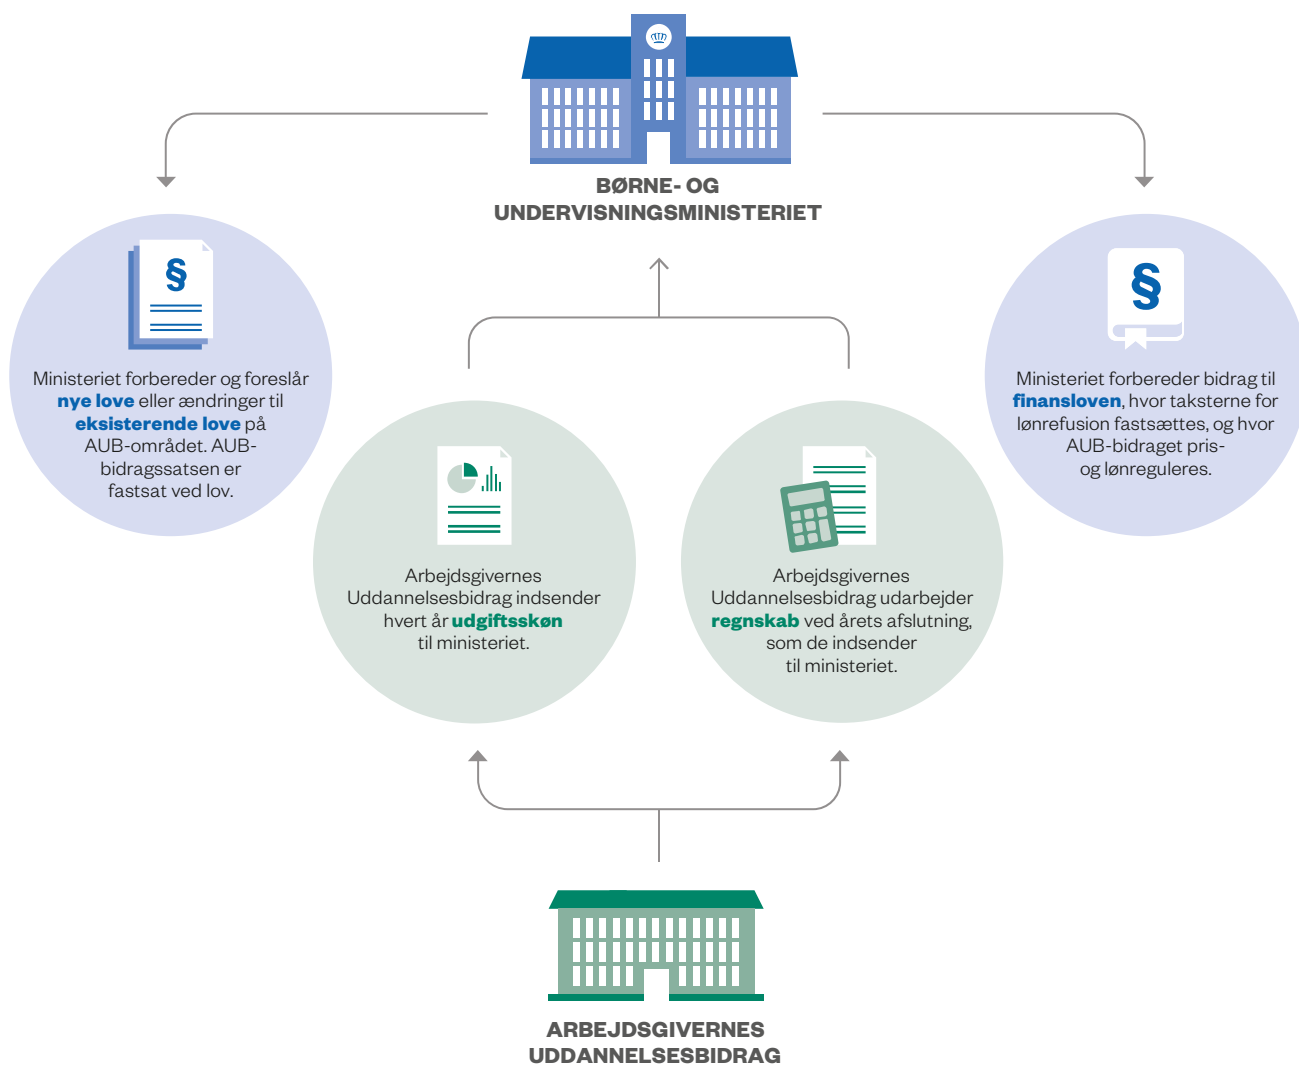 BØRNE- OG
UNDERVISNINGSMINISTERIET
§
Ministeriet forbereder og foreslår
nye love eller ændringer til
eksisterende love på
AUB-området. AUB-
bidragssatsen er
fastsat ved lov.
§
Ministeriet forbereder bidrag til
finansloven, hvor taksterne for
lønrefusion fastsættes, og hvor
AUB-bidraget pris-
og lønreguleres.
Arbejdsgivernes
Uddannelsesbidrag indsender
hvert år udgiftsskøn
til ministeriet.
Arbejdsgivernes
Uddannelsesbidrag udarbejder
regnskab ved årets afslutning,
som de indsender
til ministeriet.
ARBEJDSGIVERNES
UDDANNELSESBIDRAG